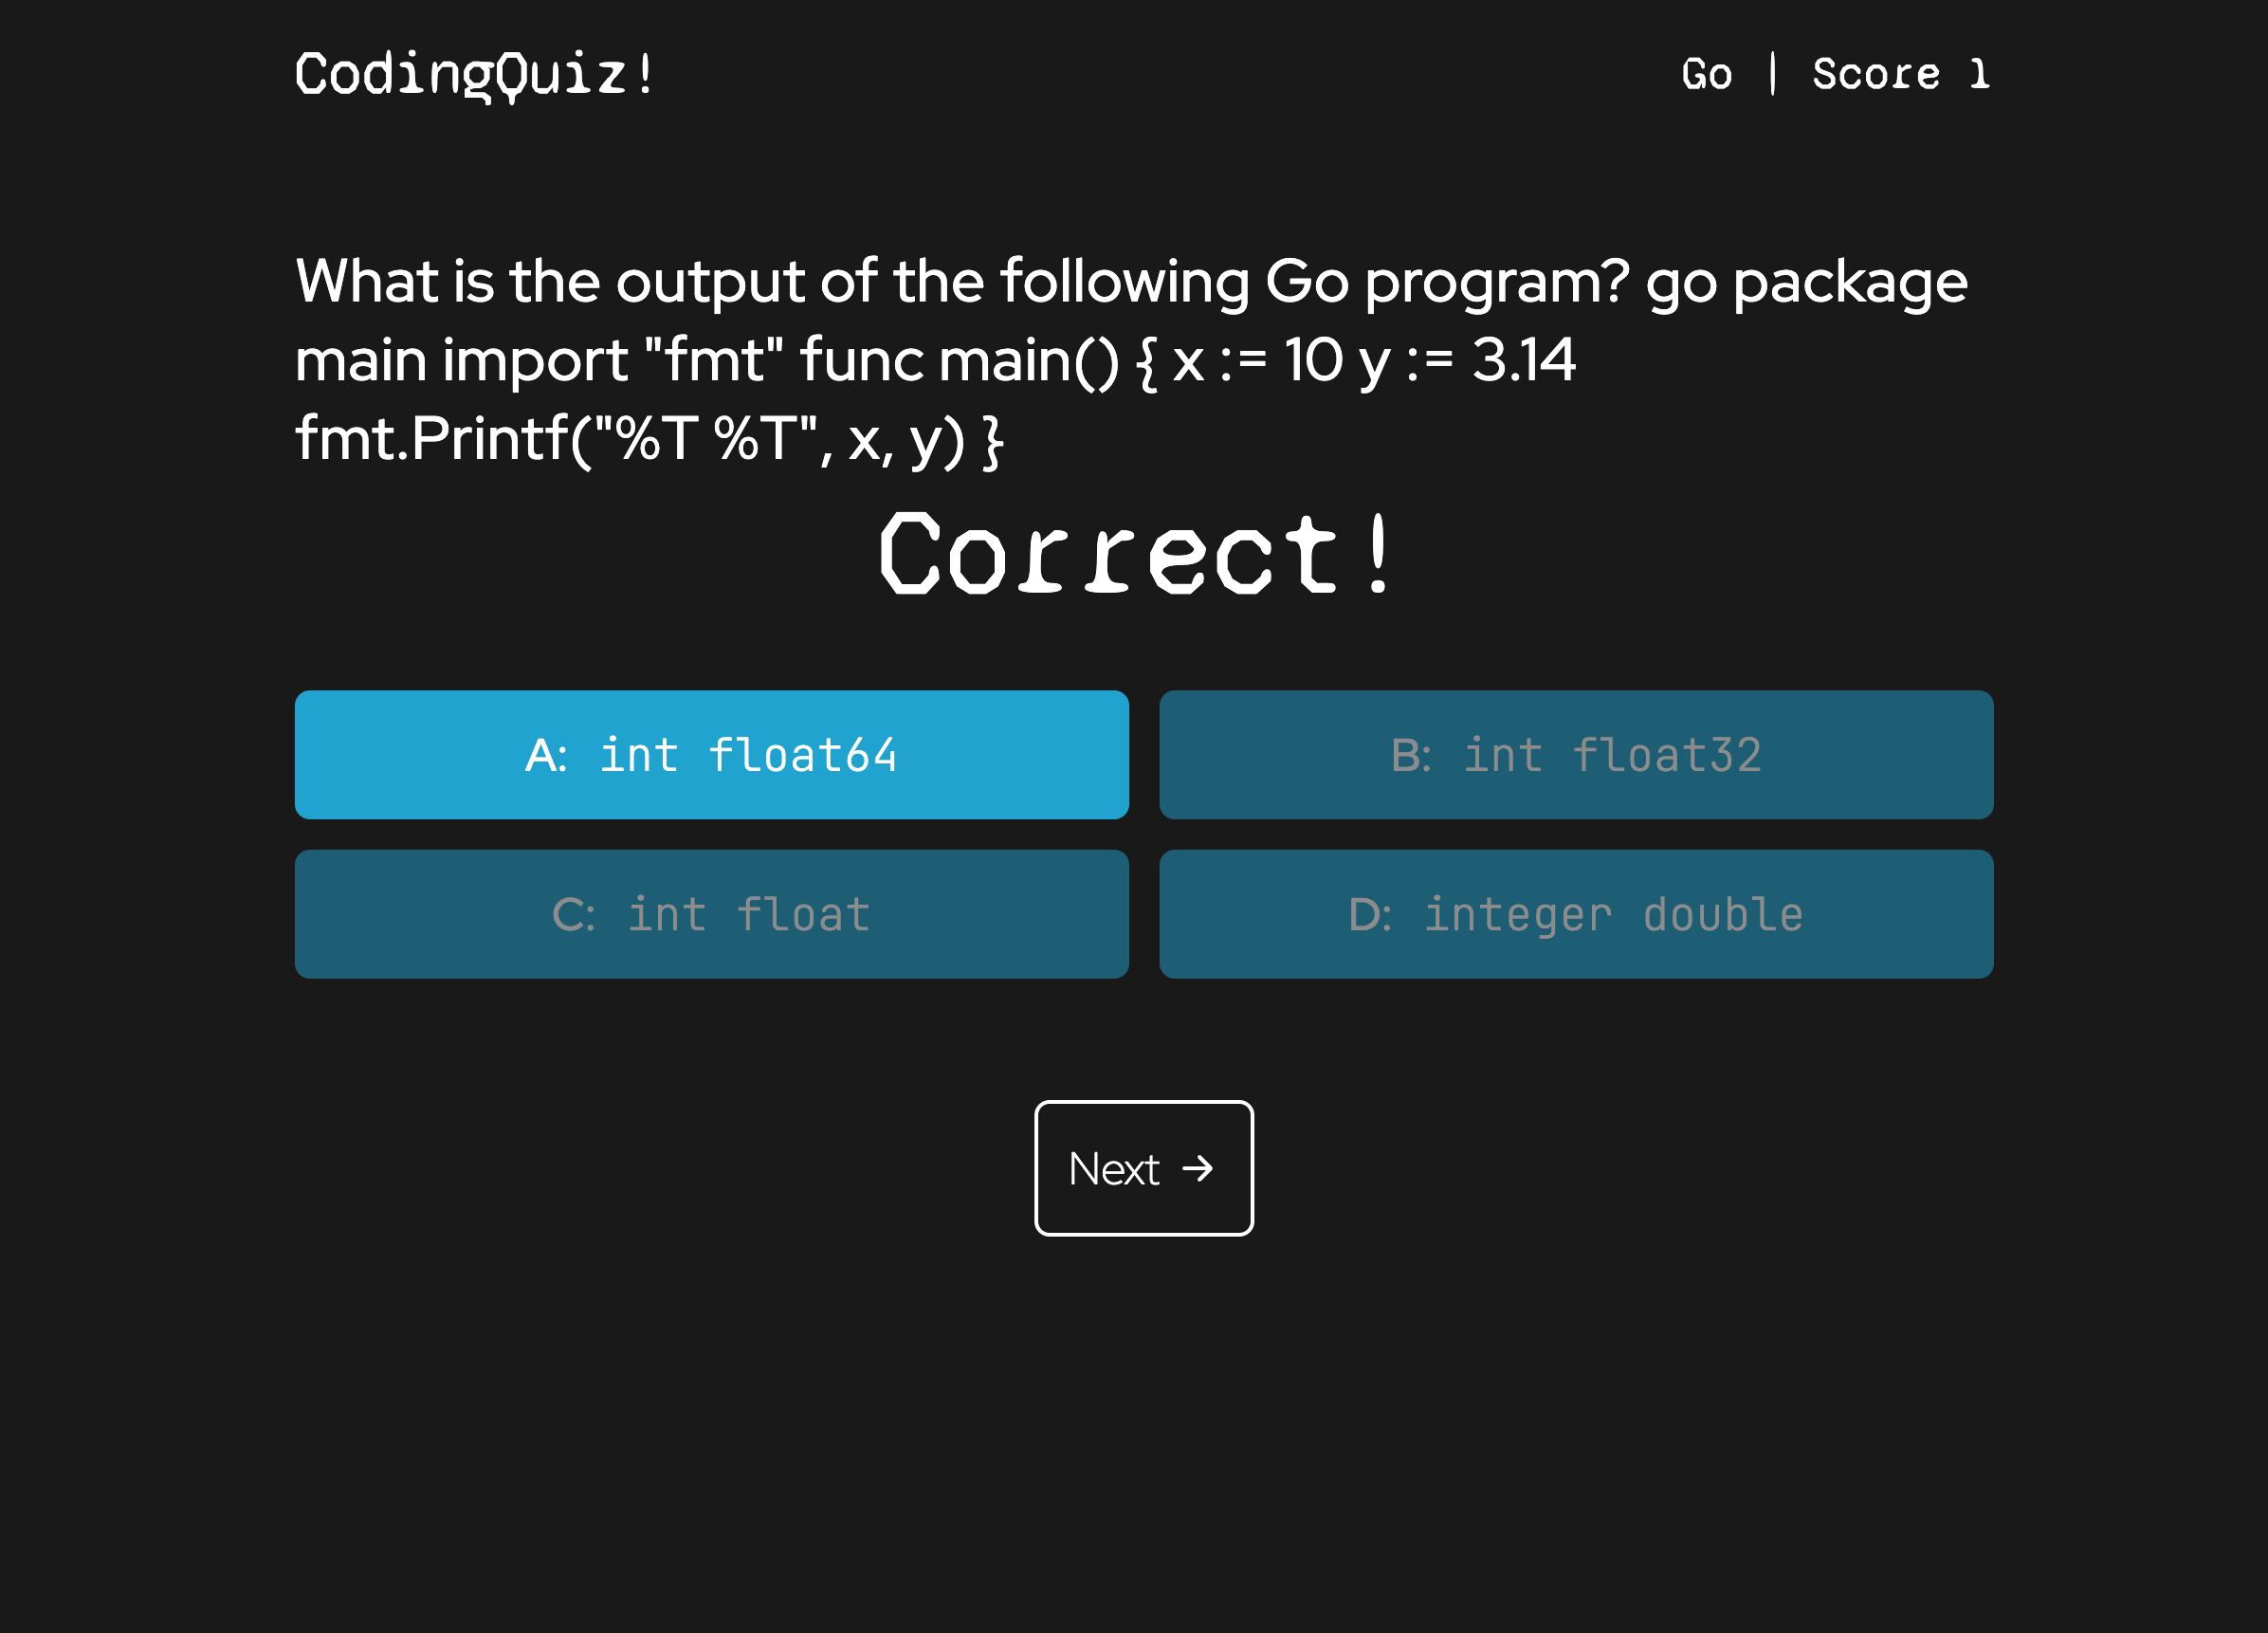 CodingQuiz!
Go | Score 1
What is the output of the following Go program? go package
main import "fmt" func main() { x := 10 y := 3.14
fmt.Printf("%T %T", x, y) }
Correct!
A: int float64
B: int float32
C: int float
D: integer double
Next →